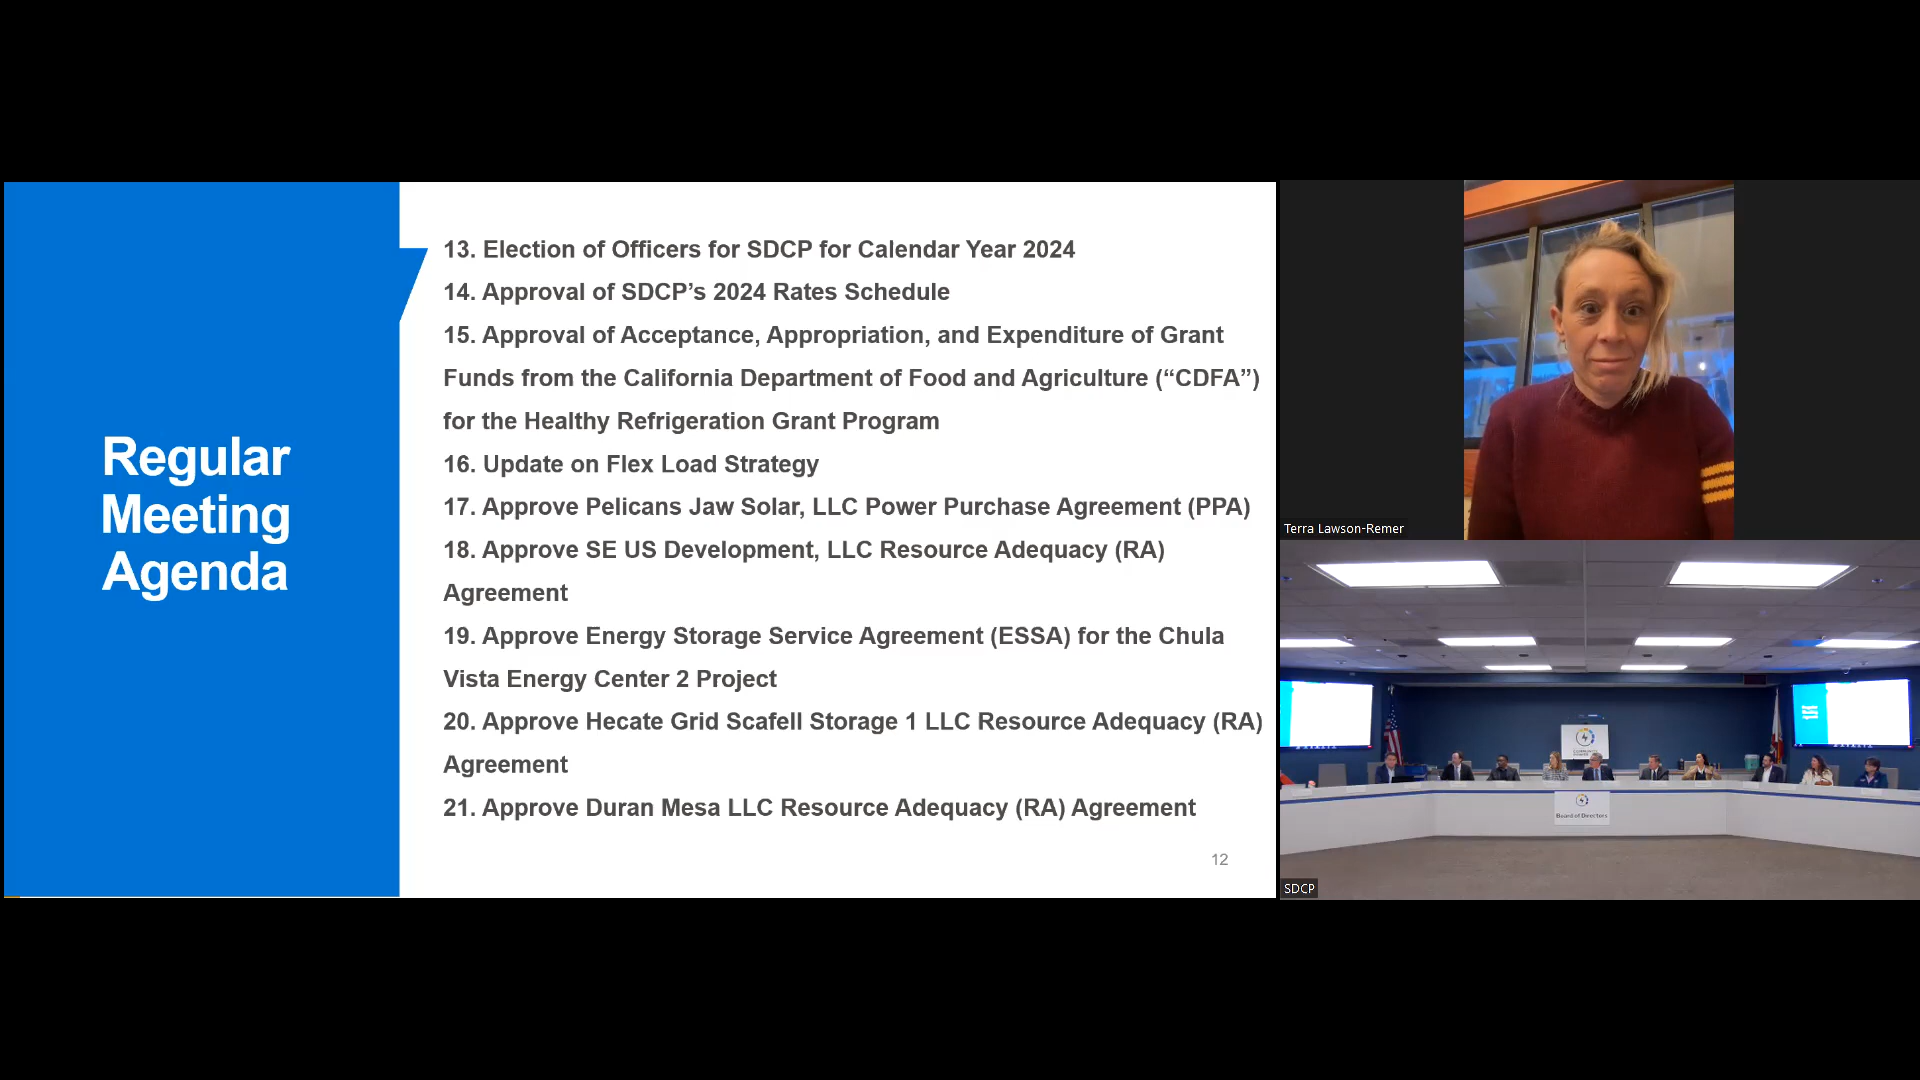 Regular
Meeting
Agenda
13. Election of Officers for SDCP for Calendar Year 2024
14. Approval of SDCP’s 2024 Rates Schedule
15. Approval of Acceptance, Appropriation, and Expenditure of Grant
Funds from the California Department of Food and Agriculture (“CDFA”)
for the Healthy Refrigeration Grant Program
16. Update on Flex Load Strategy
17. Approve Pelicans Jaw Solar, LLC Power Purchase Agreement (PPA)
18. Approve SE US Development, LLC Resource Adequacy (RA)
Agreement
19. Approve Energy Storage Service Agreement (ESSA) for the Chula
Vista Energy Center 2 Project
20. Approve Hecate Grid Scafell Storage 1 LLC Resource Adequacy (RA)
Agreement
21. Approve Duran Mesa LLC Resource Adequacy (RA) Agreement
12
Terra Lawson-Remer
Board of Directors
SDCP